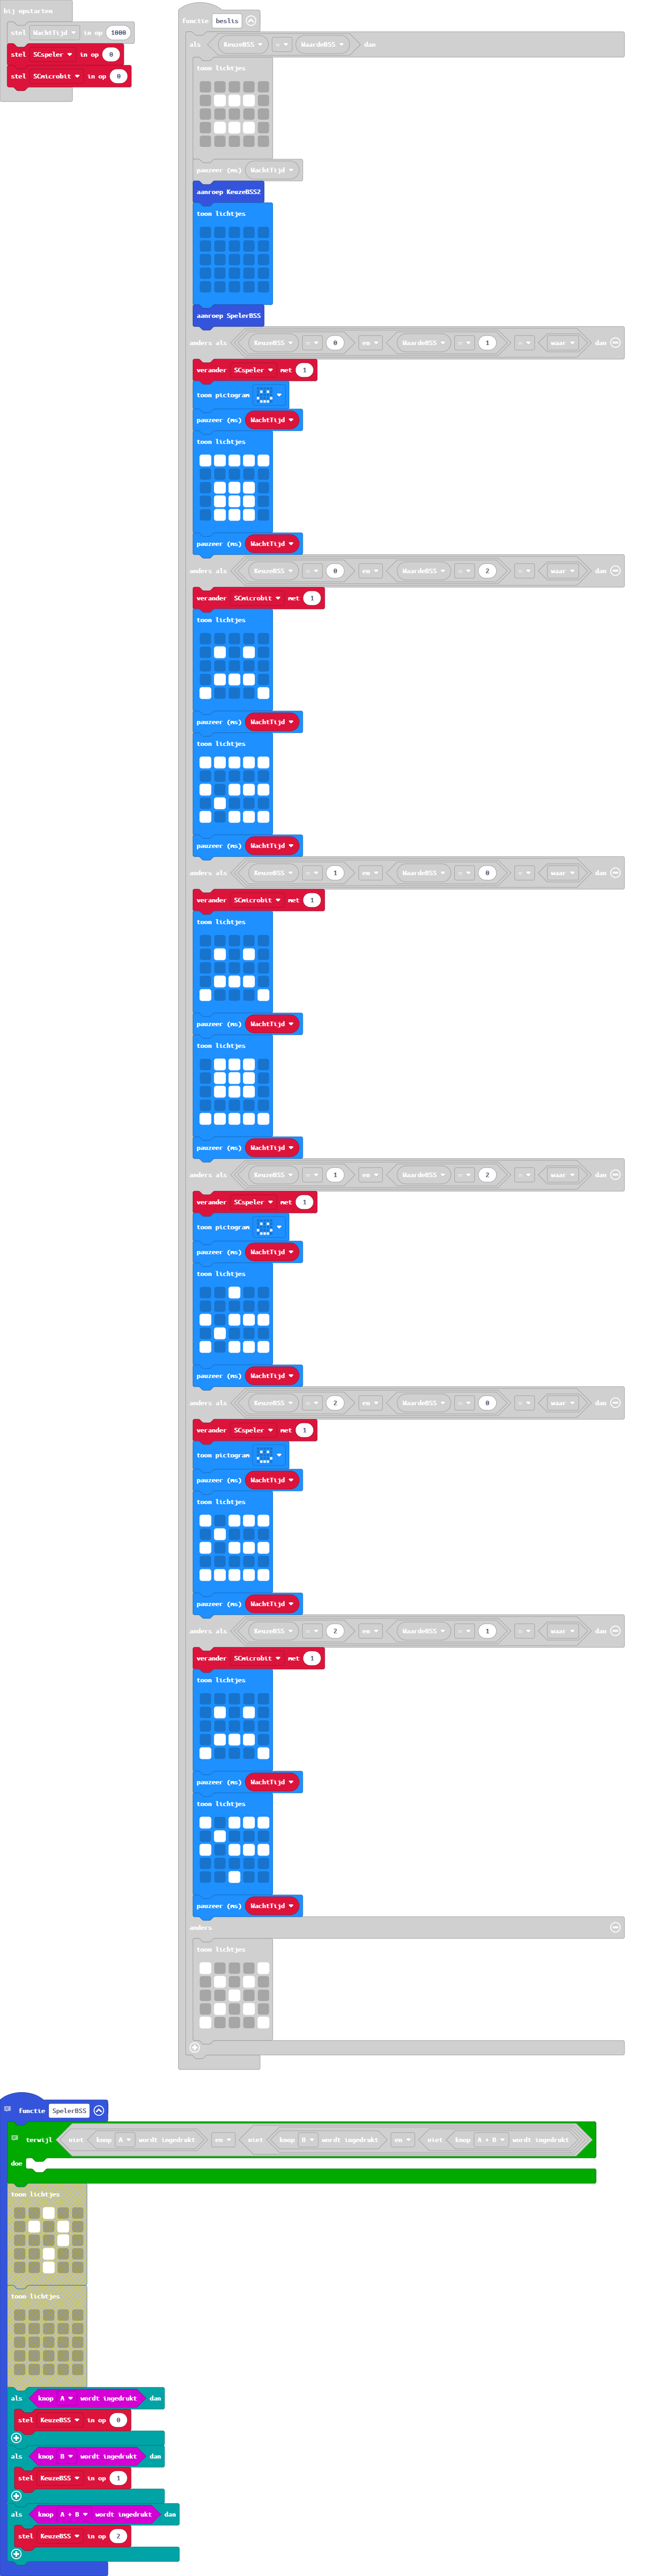 bij opstarten
stel WachtTijd in op 1000
stel SCspeler in op 0
stel SCmicrobit in op 0
functie beslis
als KeuzeBSS = WaardeBSS dan
toon lichtjes
pauzeer (ms) WachtTijd
aanroep KeuzeBSS2
toon lichtjes
aanroep SpelerBSS
anders als KeuzeBSS = 0 en WaardeBSS = 1 = waar dan
verander SCspeler met 1
toon pictogram
pauzeer (ms) WachtTijd
toon lichtjes
pauzeer (ms) WachtTijd
anders als KeuzeBSS = 0 en WaardeBSS = 2 = waar dan
verander SCmicrobit met 1
toon lichtjes
pauzeer (ms) WachtTijd
toon lichtjes
pauzeer (ms) WachtTijd
anders als KeuzeBSS = 1 en WaardeBSS = 0 = waar dan
verander SCmicrobit met 1
toon lichtjes
pauzeer (ms) WachtTijd
toon lichtjes
pauzeer (ms) WachtTijd
anders als KeuzeBSS = 1 en WaardeBSS = 2 = waar dan
verander SCspeler met 1
toon pictogram
pauzeer (ms) WachtTijd
toon lichtjes
pauzeer (ms) WachtTijd
anders als KeuzeBSS = 2 en WaardeBSS = 0 = waar dan
verander SCspeler met 1
toon pictogram
pauzeer (ms) WachtTijd
toon lichtjes
pauzeer (ms) WachtTijd
anders als KeuzeBSS = 2 en WaardeBSS = 1 = waar dan
verander SCmicrobit met 1
toon lichtjes
pauzeer (ms) WachtTijd
toon lichtjes
pauzeer (ms) WachtTijd
anders
toon lichtjes
functie SpelerBSS
terwijl niet knop A wordt ingedrukt en niet knop B wordt ingedrukt en niet knop A + B wordt ingedrukt
doe
toon lichtjes
toon lichtjes
als knop A wordt ingedrukt dan
stel KeuzeBSS in op 0
als knop B wordt ingedrukt dan
stel KeuzeBSS in op 1
als knop A + B wordt ingedrukt dan
stel KeuzeBSS in op 2